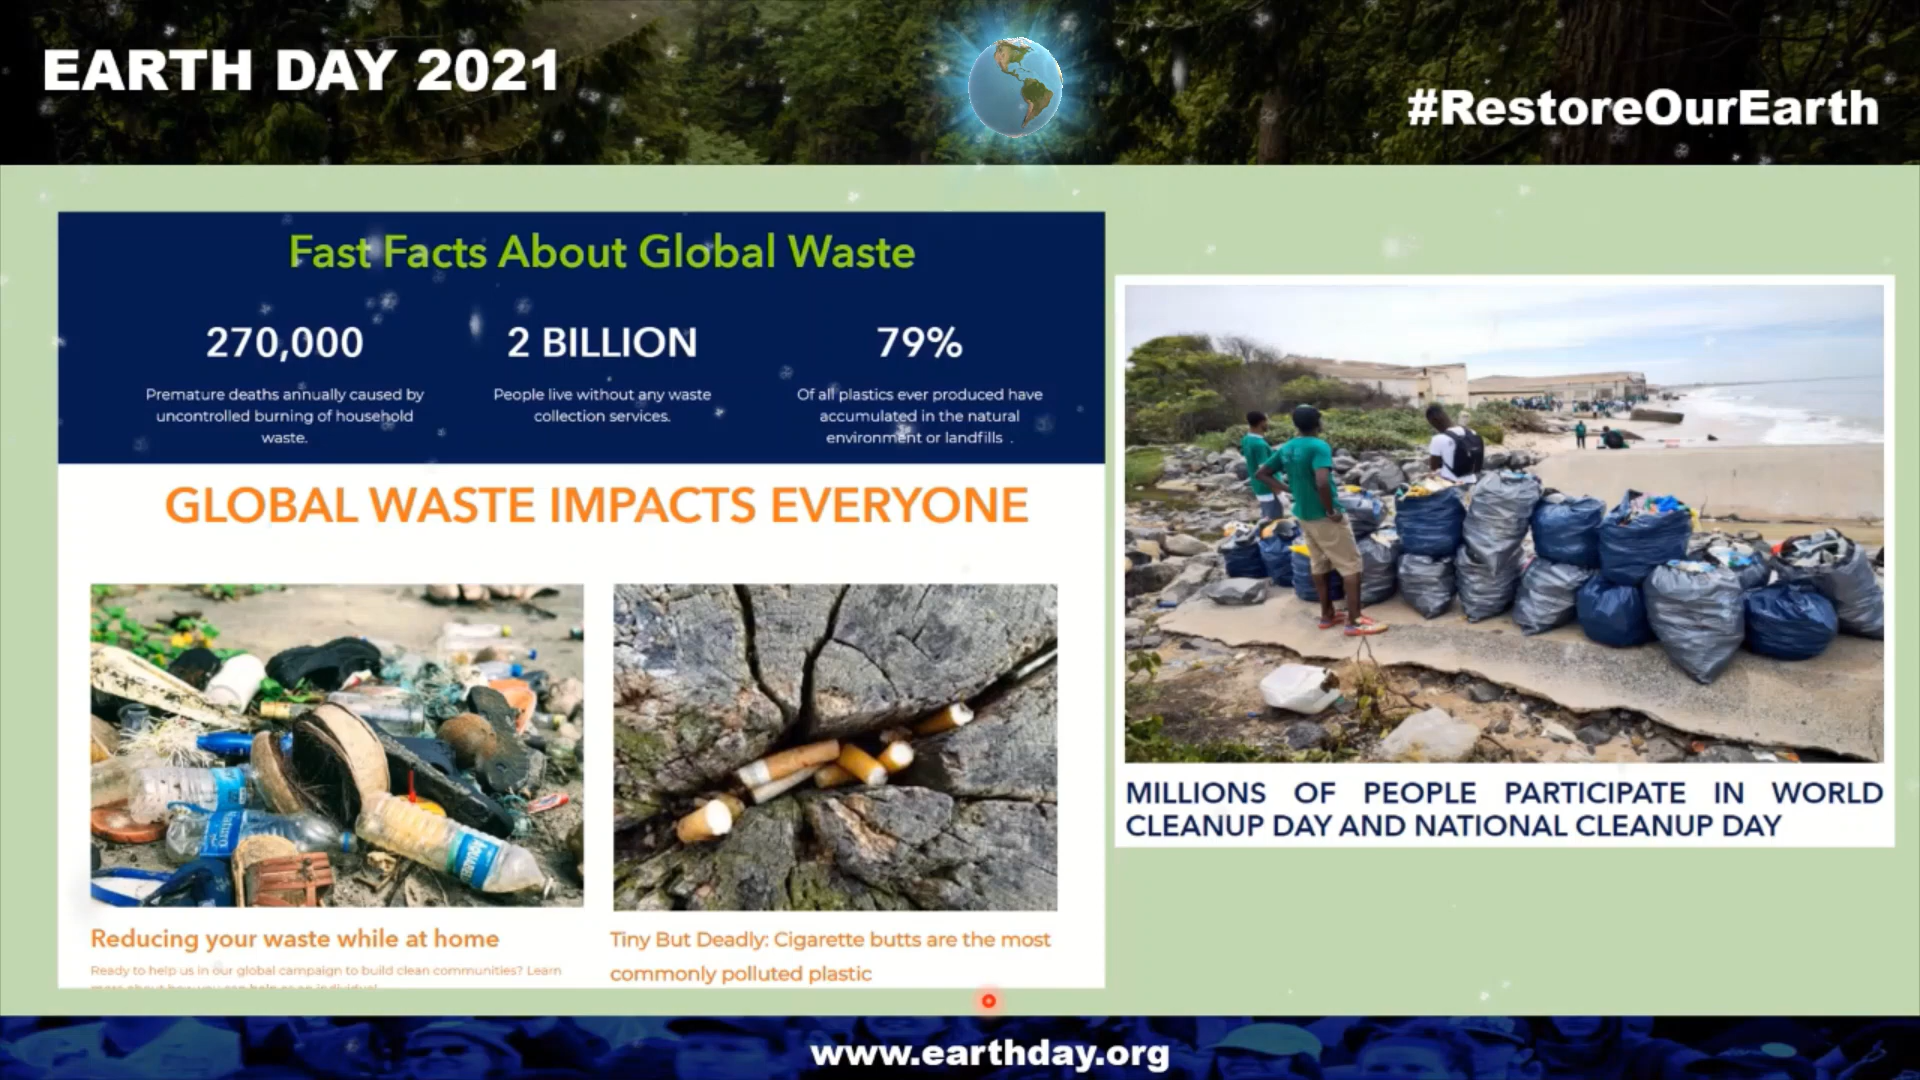 EARTH DAY 2021
#RestoreOurEarth
Fast Facts About Global Waste
270,000
Premature deaths annually caused by
uncontrolled burning of household
waste.
2 BILLION
People live without any waste
collection services.
79%
Of all plastics ever produced have
accumulated in the natural
environment or landfills .
GLOBAL WASTE IMPACTS EVERYONE
Reducing your waste while at home
Ready to help us in our global campaign to build clean communities? Learn
Tiny But Deadly: Cigarette butts are the most
commonly polluted plastic
MILLIONS OF PEOPLE PARTICIPATE IN WORLD
CLEANUP DAY AND NATIONAL CLEANUP DAY
www.earthday.org